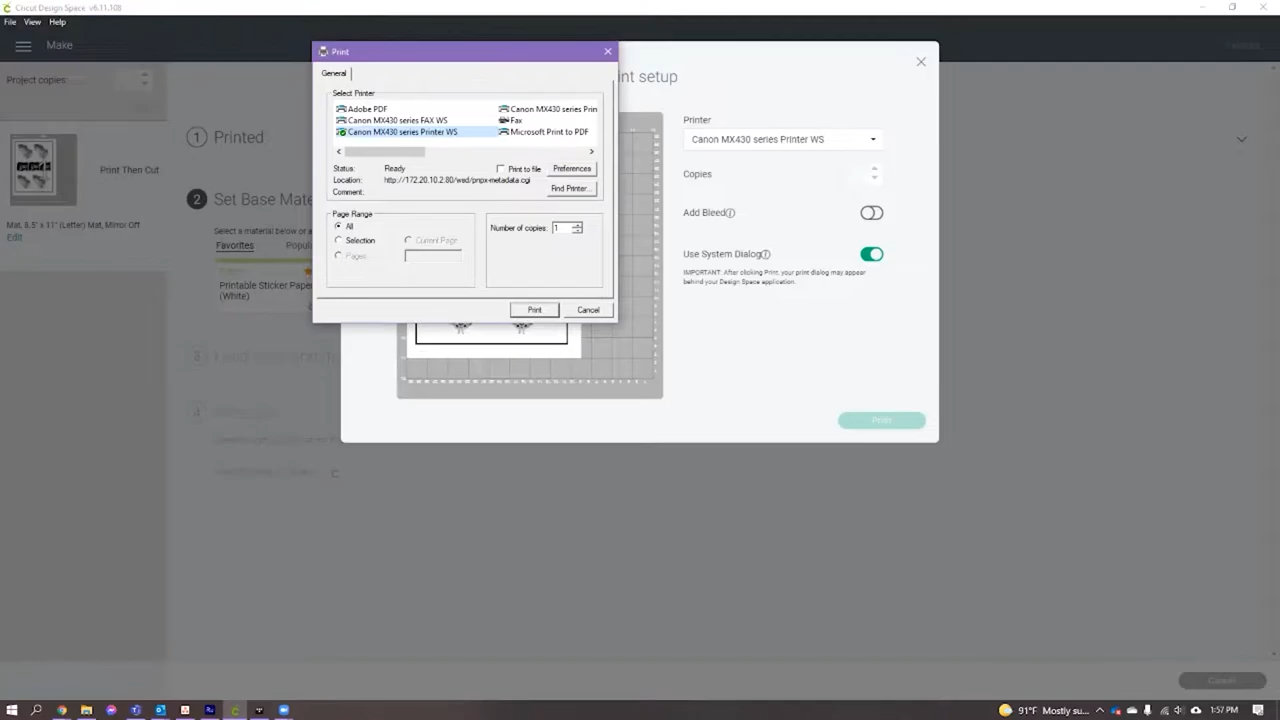 Cricut Design Space v6.11.108
File View Help
Make
Project copies
Print Then Cut
Mat, 8.5" x 11" (Letter) Mat, Mirror Off
Edit
1 Printed
2 Set Base Mate
Select a material below or a
Favorites Popul
Printable Sticker Paper
(White)
Print
General
Select Printer
Adobe PDF
Canon MX430 series FAX WS
Canon MX430 series Printer WS
Canon MX430 series Prin
Fax
Microsoft Print to PDF
Status: Ready
Location: http://172.20.10.2:80/wsd/pnpx-metadata.cgi
Comment:
Print to file
Preferences
Find Printer...
Page Range
All
Selection Current Page
Pages:
Number of copies: 1
Print Cancel
int setup
Printer
Canon MX430 series Printer WS
Copies
Add Bleed
Use System Dialog
IMPORTANT: After clicking Print, your print dialog may appear
behind your Design Space application.
Print
Cancel
91°F Mostly su... 1:57 PM